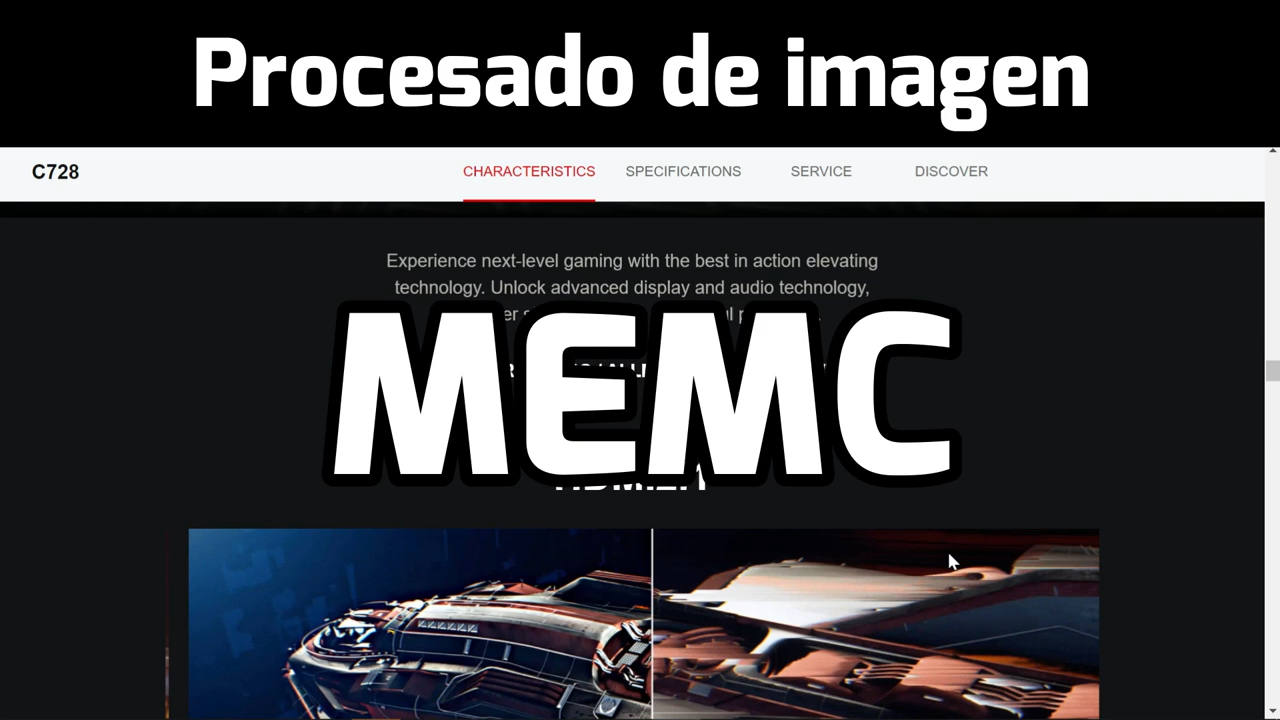 Procesado de imagen
C728
CHARACTERISTICS
SPECIFICATIONS
SERVICE
DISCOVER
Experience next-level gaming with the best in action elevating
technology. Unlock advanced display and audio technology,
MEMC